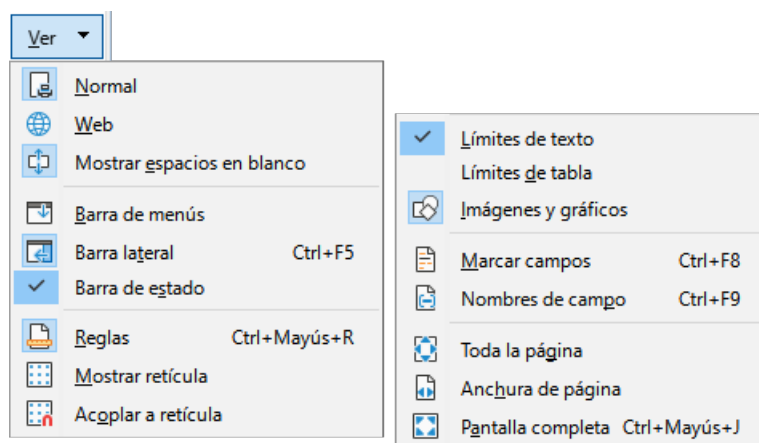 Ver
Normal
Web
Mostrar espacios en blanco
Barra de menús
Barra lateral Ctrl+F5
Barra de estado
Reglas Ctrl+Mayús+R
Mostrar retícula
Acoplar a retícula
Límites de texto
Límites de tabla
Imágenes y gráficos
Marcar campos Ctrl+F8
Nombres de campo Ctrl+F9
Toda la página
Anchura de página
Pantalla completa Ctrl+Mayús+J